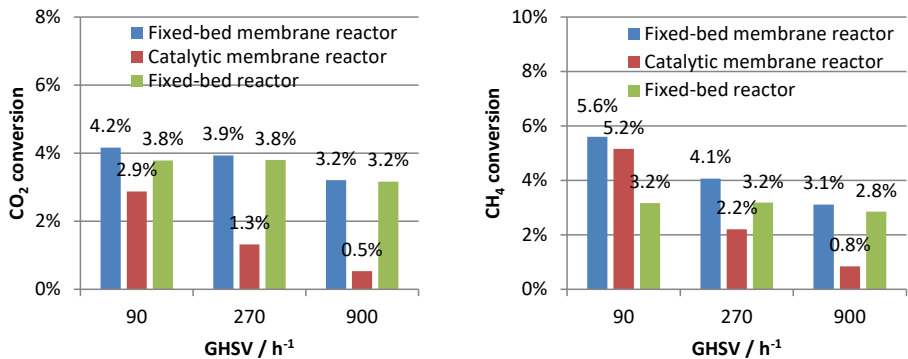 8%
6%
4%
2%
0%
CO2 conversion
Fixed-bed membrane reactor
Catalytic membrane reactor
Fixed-bed reactor
4.2%
2.9%
3.8%
3.9%
1.3%
3.8%
3.2%
0.5%
3.2%
90 270 900
GHSV / h-1
10%
8%
6%
4%
2%
0%
CH4 conversion
Fixed-bed membrane reactor
Catalytic membrane reactor
Fixed-bed reactor
5.6%
5.2%
3.2%
4.1%
2.2%
3.2%
3.1%
0.8%
2.8%
90 270 900
GHSV / h-1